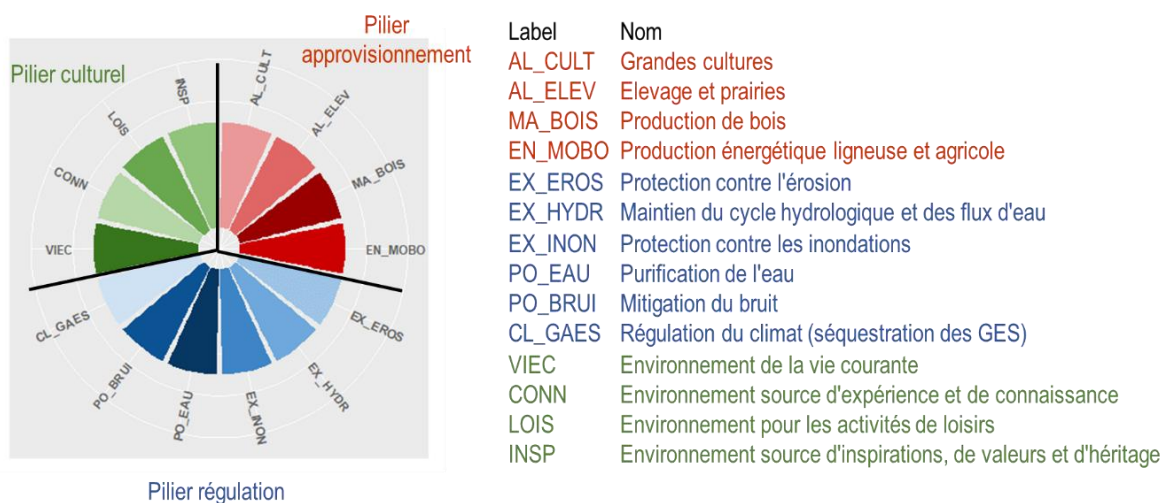 Pilier
approvisionnement
Pilier culturel
INSP
AL_CULT
LOIS
AL_ELEV
CONN
MA_BOIS
VIEC
EN_MOBO
CL_GAES
EX_EROS
PO_BRUI
EX_HYDR
PO_EAU
EX_INON
Pilier régulation
Label Nom
AL_CULT Grandes cultures
AL_ELEV Elevage et prairies
MA_BOIS Production de bois
EN_MOBO Production énergétique ligneuse et agricole
EX_EROS Protection contre l'érosion
EX_HYDR Maintien du cycle hydrologique et des flux d'eau
EX_INON Protection contre les inondations
PO_EAU Purification de l'eau
PO_BRUI Mitigation du bruit
CL_GAES Régulation du climat (séquestration des GES)
VIEC Environnement de la vie courante
CONN Environnement source d'expérience et de connaissance
LOIS Environnement pour les activités de loisirs
INSP Environnement source d'inspirations, de valeurs et d'héritage